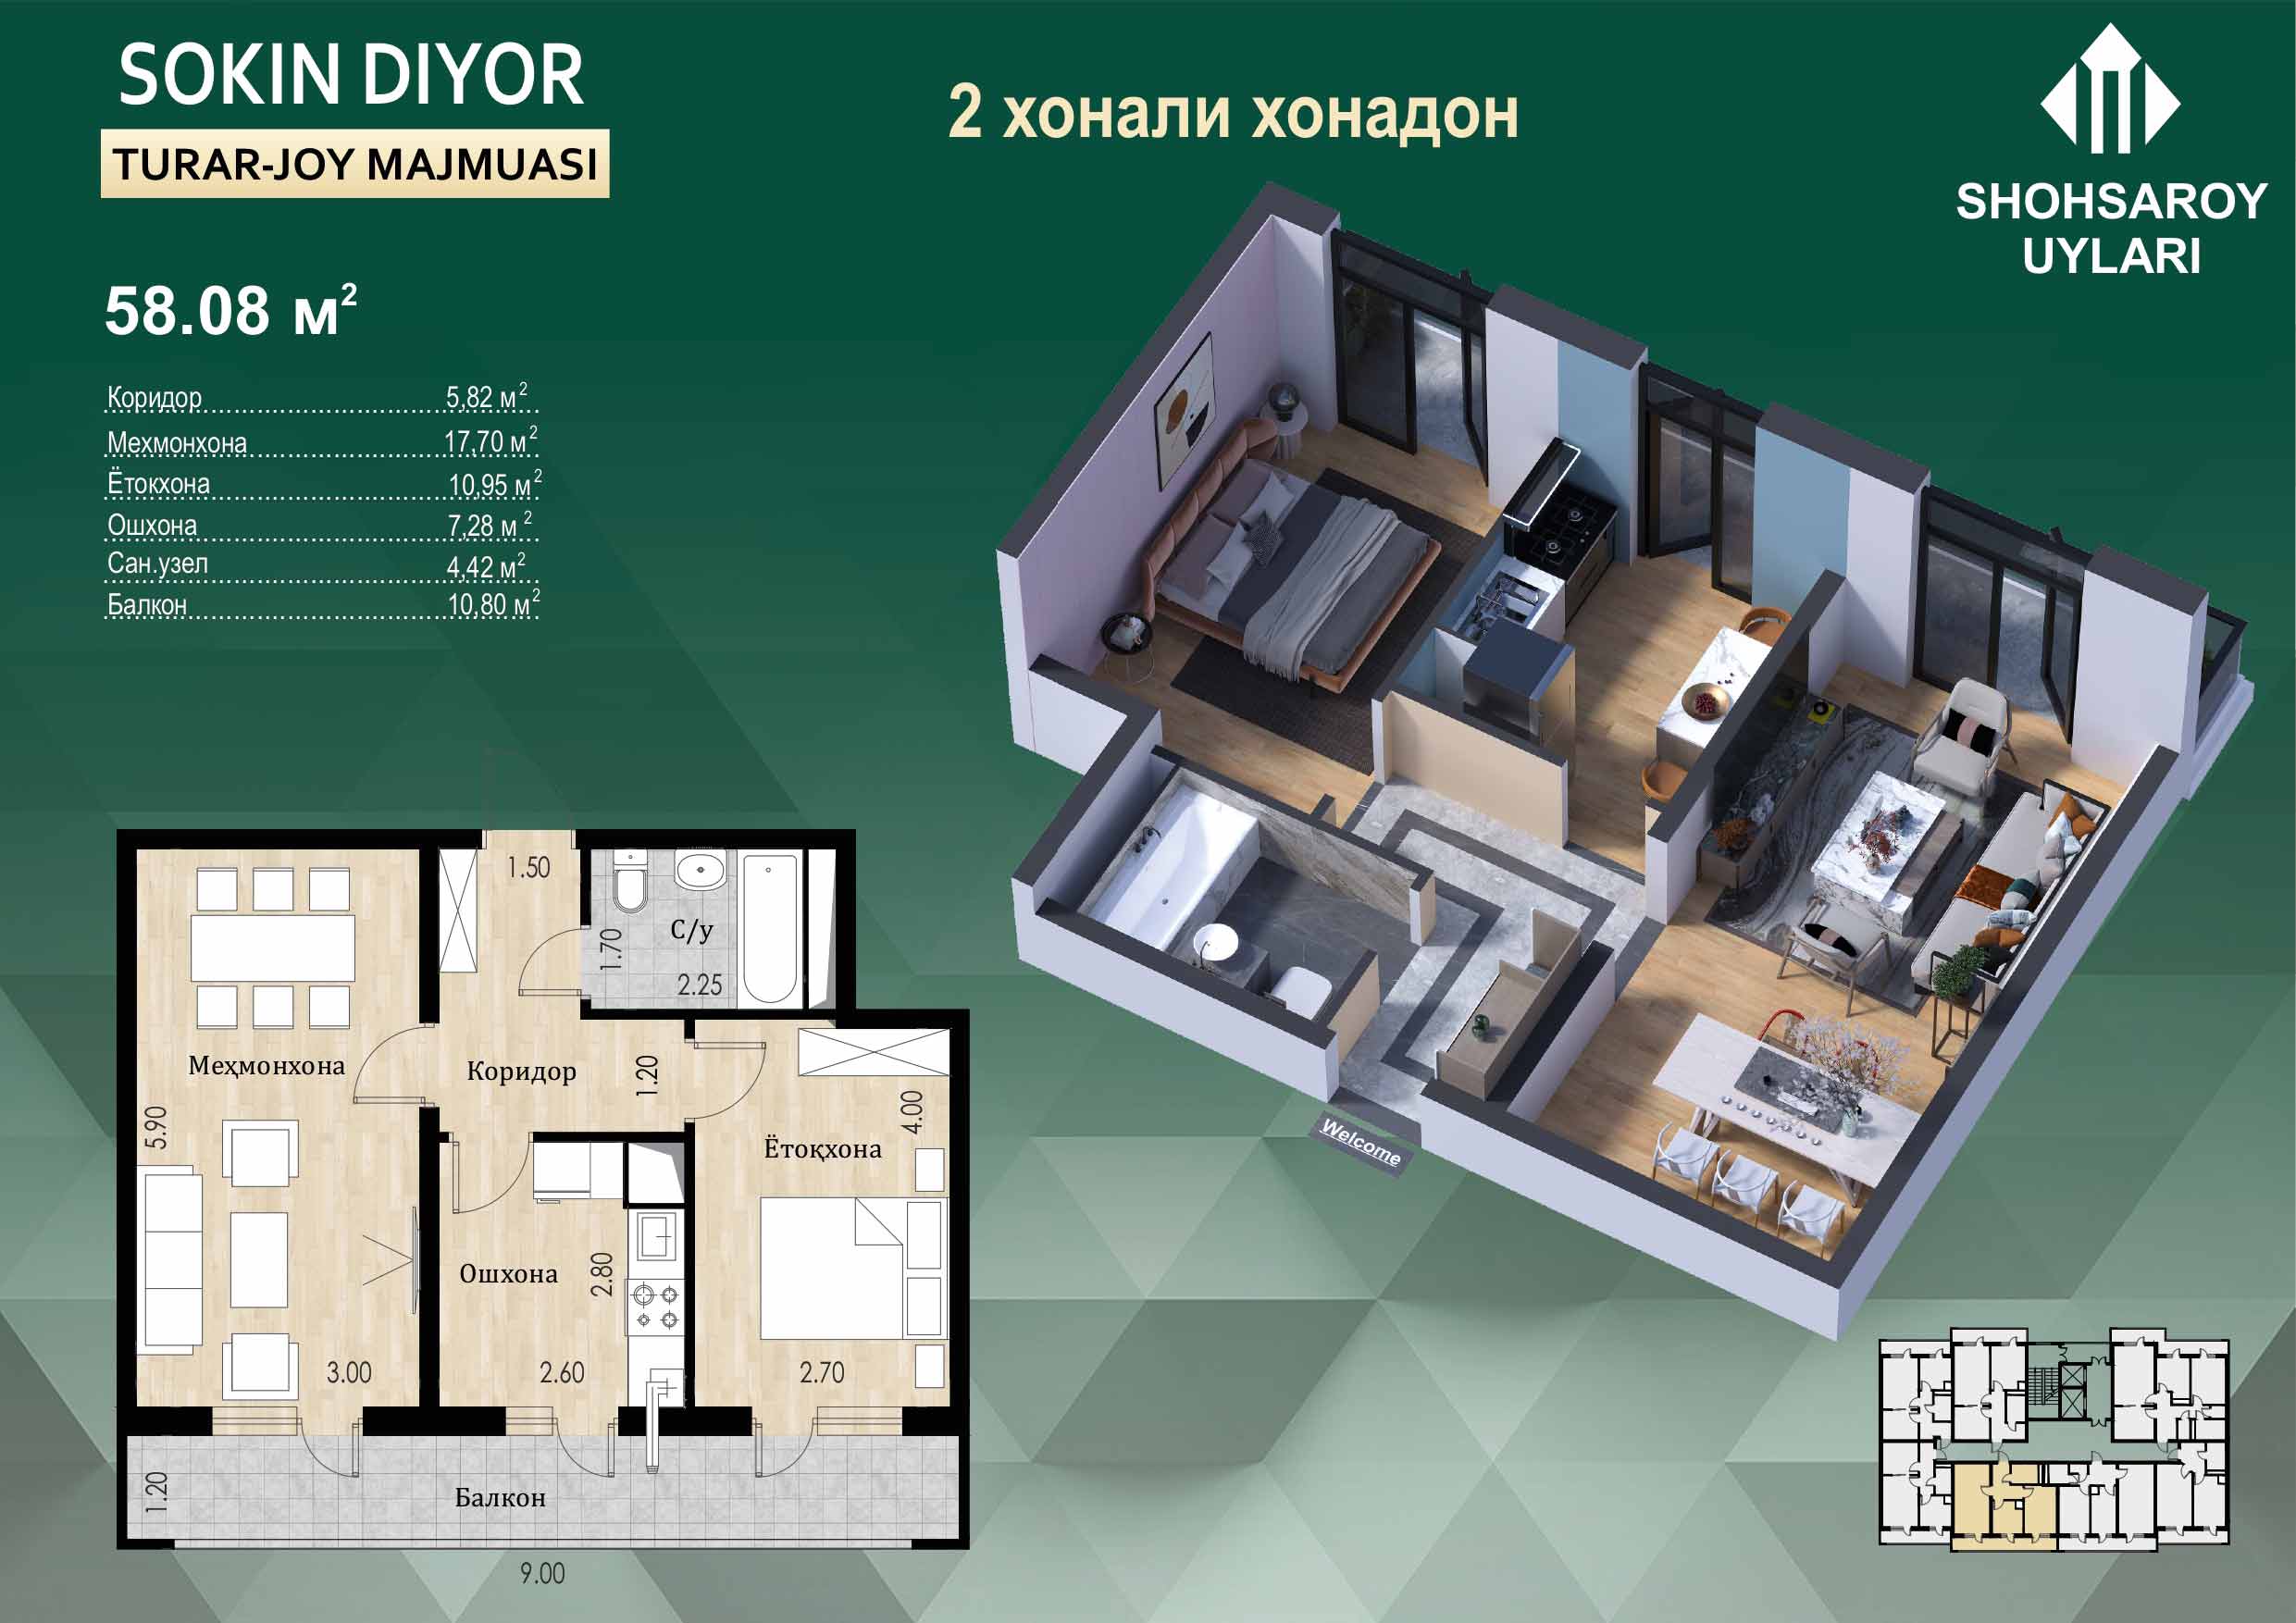 SOKIN DIYOR
TURAR-JOY MAJMUASI
2 хонали хонадон
SHOHSAROY
UYLARI
58.08 м²
Коридор 5,82 м²
Мехмонхона 17,70 м²
Ётокхона 10,95 м²
Ошхона 7,28 м²
Сан.узел 4,42 м²
Балкон 10,80 м²
1.50
С/у
1.70
2.25
Меҳмонхона
Коридор
1.20
5.90
4.00
Ётоқхона
Ошхона
2.80
3.00
2.60
2.70
1.20
Балкон
9.00
Welcome